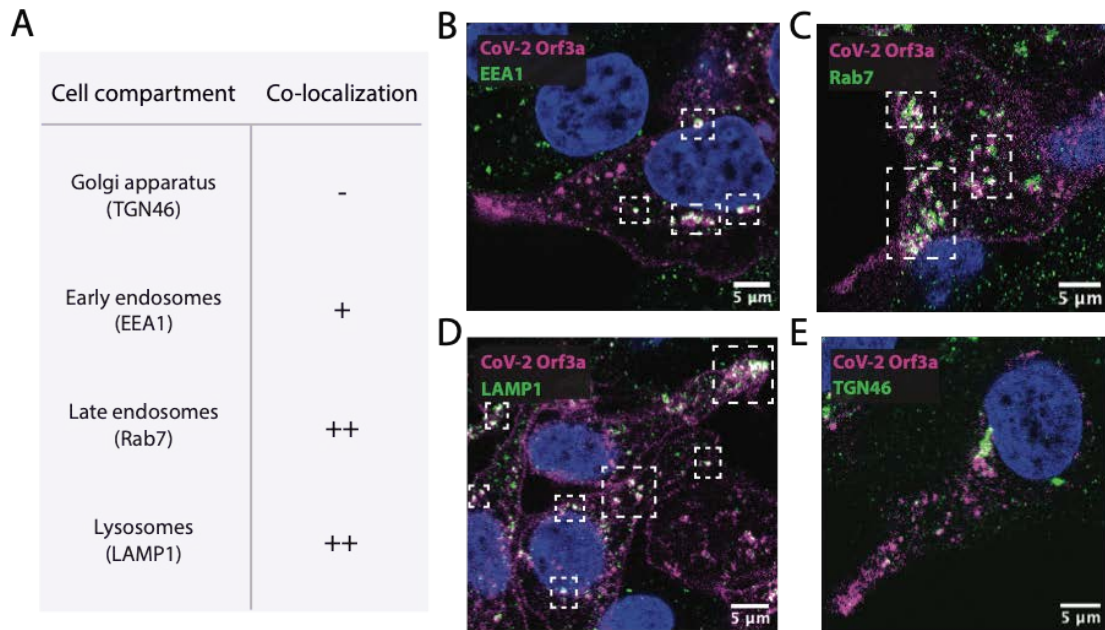 A
Cell compartment Co-localization
Golgi apparatus
(TGN46)
-
Early endosomes
(EEA1)
+
Late endosomes
(Rab7)
++
Lysosomes
(LAMP1)
++
B
CoV-2 Orf3a
EEA1
5 μm
C
CoV-2 Orf3a
Rab7
5 μm
D
CoV-2 Orf3a
LAMP1
5 μm
E
CoV-2 Orf3a
TGN46
5 μm